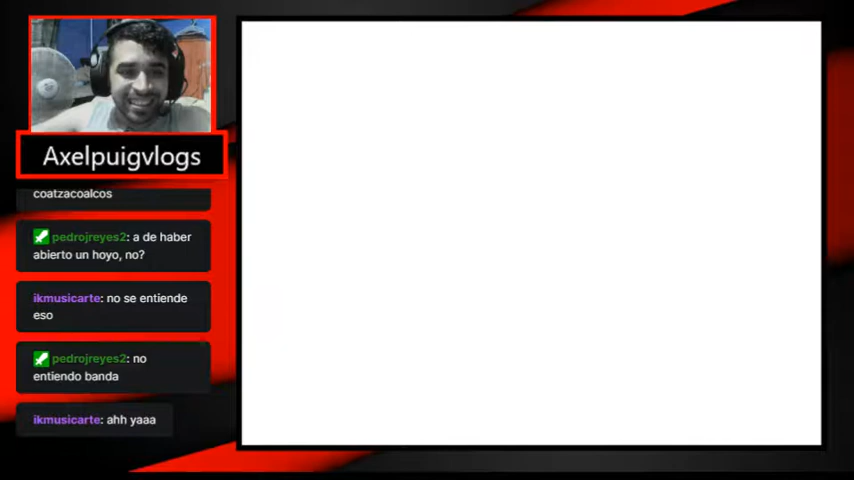 Axelpuigvlogs
coatzacoalcos
pedrojreyes2: a de haber
abierto un hoyo, no?
ikmusicarte: no se entiende
eso
pedrojreyes2: no
entiendo banda
ikmusicarte: ahh yaaa